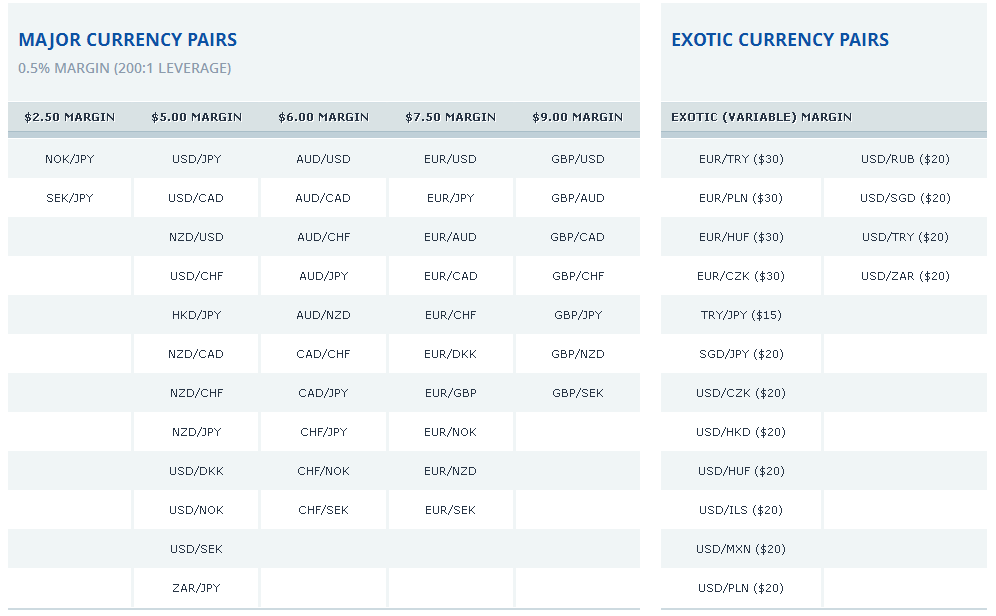 MAJOR CURRENCY PAIRS
0.5% MARGIN (200:1 LEVERAGE)
EXOTIC CURRENCY PAIRS
$2.50 MARGIN $5.00 MARGIN $6.00 MARGIN $7.50 MARGIN $9.00 MARGIN EXOTIC (VARIABLE) MARGIN
NOK/JPY USD/JPY AUD/USD EUR/USD GBP/USD EUR/TRY ($30) USD/RUB ($20)
SEK/JPY USD/CAD AUD/CAD EUR/JPY GBP/AUD EUR/PLN ($30) USD/SGD ($20)
NZD/USD AUD/CHF EUR/AUD GBP/CAD EUR/HUF ($30) USD/TRY ($20)
USD/CHF AUD/JPY EUR/CAD GBP/CHF EUR/CZK ($30) USD/ZAR ($20)
HKD/JPY AUD/NZD EUR/CHF GBP/JPY TRY/JPY ($15)
NZD/CAD CAD/CHF EUR/DKK GBP/NZD SGD/JPY ($20)
NZD/CHF CAD/JPY EUR/GBP GBP/SEK USD/CZK ($20)
NZD/JPY CHF/JPY EUR/NOK USD/HKD ($20)
USD/DKK CHF/NOK EUR/NZD USD/HUF ($20)
USD/NOK CHF/SEK EUR/SEK USD/ILS ($20)
USD/SEK USD/MXN ($20)
ZAR/JPY USD/PLN ($20)